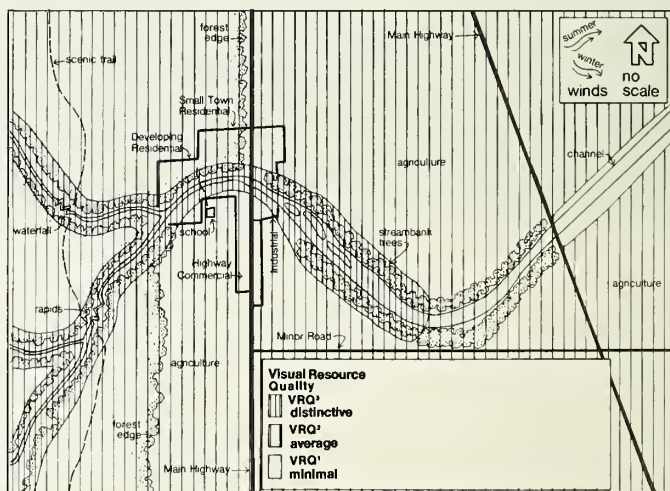 forest
edge
Main Highway
summer
winter
winds
N
no
scale
scenic trail
Small Town
Residential
Developing
Residential
agriculture
channel
waterfall
school
Highway
Commercial
Industrial
streambank
trees
agriculture
rapids
Minor Road
agriculture
forest
edge
Main Highway
Visual Resource
Quality
VRQ³
distinctive
VRQ²
average
VRQ¹
minimal